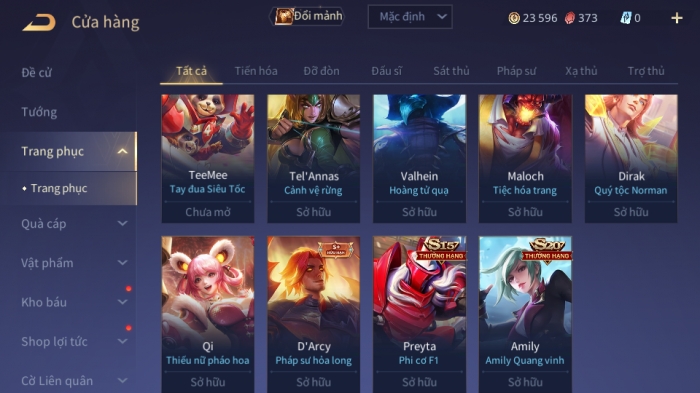 Cửa hàng
Đổi mảnh
Mặc định
23 596
373
0
Đề cử
Tướng
Trang phục
Trang phục
Quà cáp
Vật phẩm
Kho báu
Shop lợi tức
Cờ Liên quân
Tất cả Tiến hóa Đỡ đòn Đấu sĩ Sát thủ Pháp sư Xạ thủ Trợ thủ
TeeMee
Tay đua Siêu Tốc
Chưa mở
Tel'Annas
Cảnh vệ rừng
Sở hữu
Valhein
Hoàng tử quạ
Sở hữu
Maloch
Tiệc hóa trang
Sở hữu
Dirak
Quý tộc Norman
Sở hữu
Qi
Thiếu nữ pháo hoa
Sở hữu
S+
HỮU HẠN
D'Arcy
Pháp sư hỏa long
Sở hữu
S15
THƯỞNG HẠNG
Preyta
Phi cơ F1
Sở hữu
S20
THƯỞNG HẠNG
Amily
Amily Quang vinh
Sở hữu